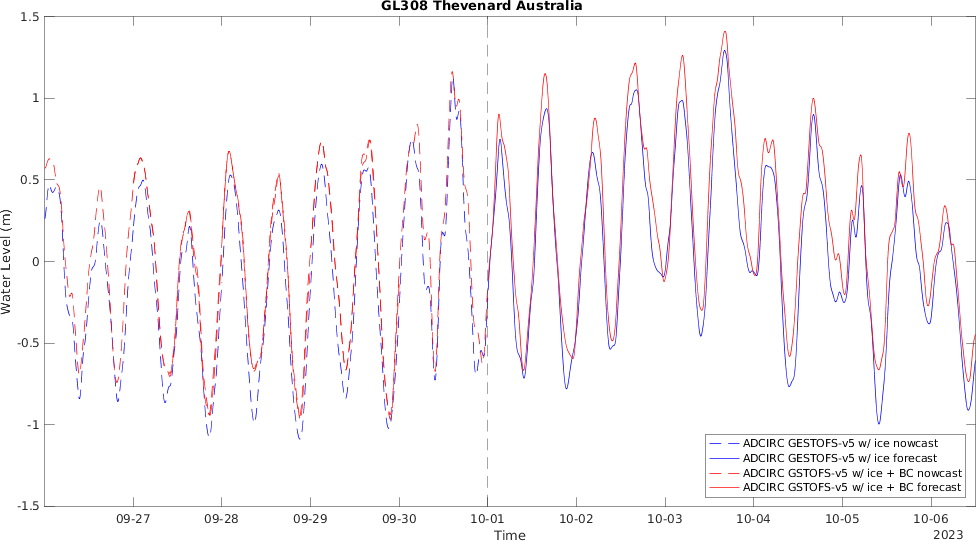 GL308 Thevenard Australia
1.5
1
0.5
0
-0.5
-1
-1.5
Water Level (m)
ADCIRC GESTOFS-v5 w/ ice nowcast
ADCIRC GESTOFS-v5 w/ ice forecast
ADCIRC GSTOFS-v5 w/ ice + BC nowcast
ADCIRC GSTOFS-v5 w/ ice + BC forecast
09-27 09-28 09-29 09-30 10-01 10-02 10-03 10-04 10-05 10-06
Time
2023